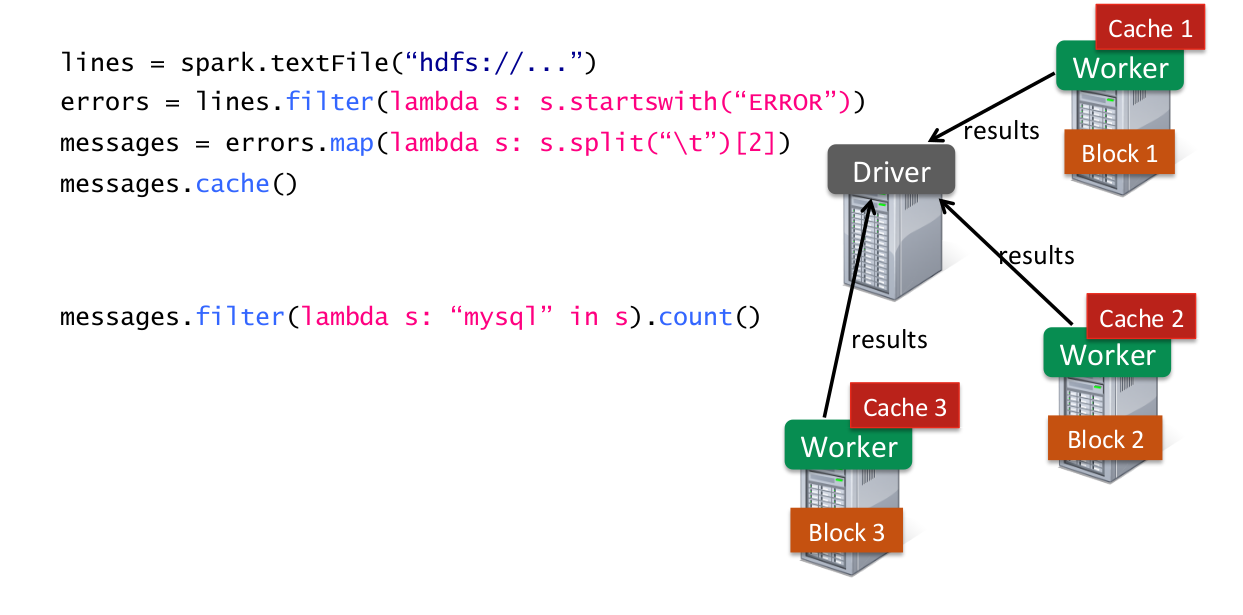 lines = spark.textFile(“hdfs://...”)
errors = lines.filter(lambda s: s.startswith(“ERROR”))
messages = errors.map(lambda s: s.split(“\t”)[2])
messages.cache()
messages.filter(lambda s: “mysql” in s).count()
Cache 1
Worker
results
Block 1
Driver
results
Cache 2
Worker
results
Cache 3
Block 2
Worker
Block 3